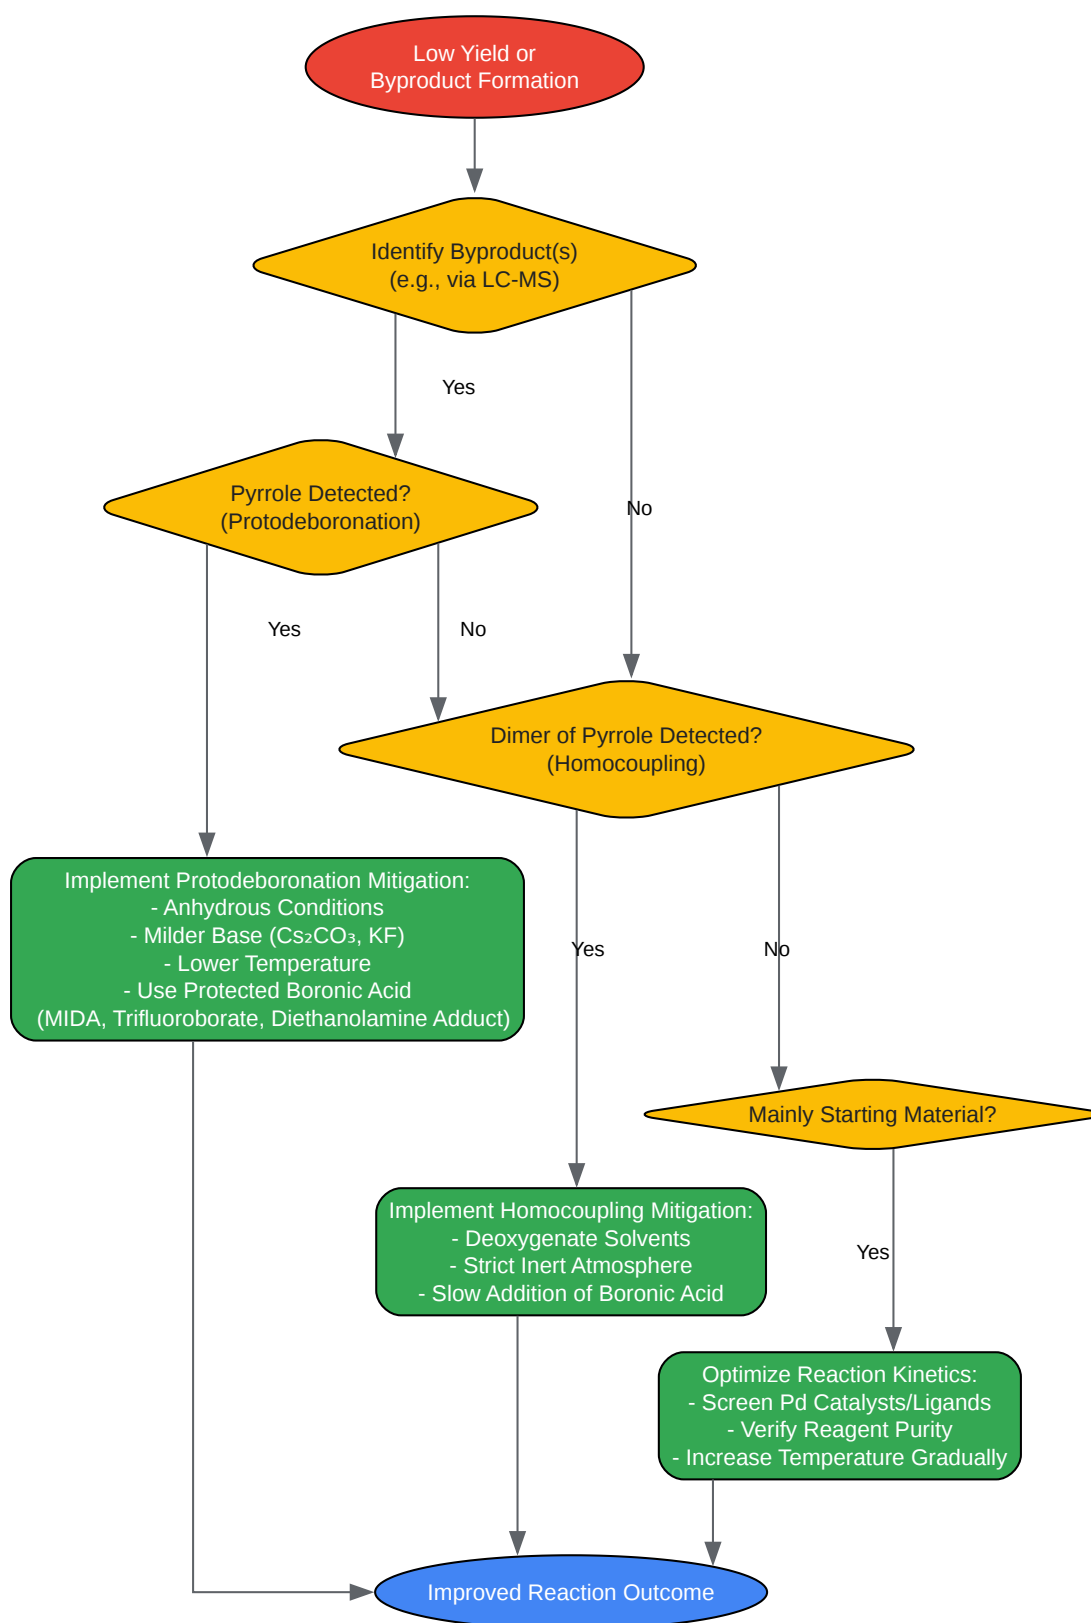 Low Yield or
Byproduct Formation
Identify Byproduct(s)
(e.g., via LC-MS)
Yes
Pyrrole Detected?
(Protodeboronation)
No
Yes
No
Dimer of Pyrrole Detected?
(Homocoupling)
Implement Protodeboronation Mitigation:
- Anhydrous Conditions
- Milder Base (Cs₂CO₃, KF)
- Lower Temperature
- Use Protected Boronic Acid
(MIDA, Trifluoroborate, Diethanolamine Adduct)
Yes
No
Mainly Starting Material?
Implement Homocoupling Mitigation:
- Deoxygenate Solvents
- Strict Inert Atmosphere
- Slow Addition of Boronic Acid
Yes
Optimize Reaction Kinetics:
- Screen Pd Catalysts/Ligands
- Verify Reagent Purity
- Increase Temperature Gradually
Improved Reaction Outcome